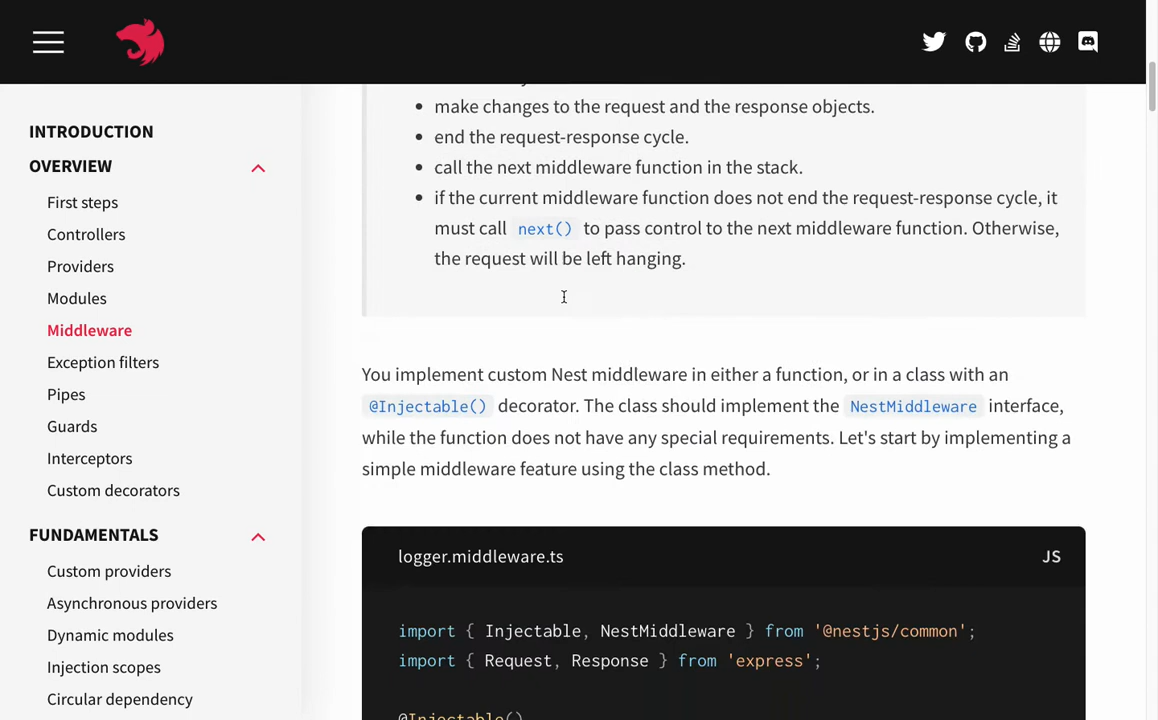 INTRODUCTION
OVERVIEW
First steps
Controllers
Providers
Modules
Middleware
Exception filters
Pipes
Guards
Interceptors
Custom decorators
FUNDAMENTALS
Custom providers
Asynchronous providers
Dynamic modules
Injection scopes
Circular dependency
make changes to the request and the response objects.
end the request-response cycle.
call the next middleware function in the stack.
if the current middleware function does not end the request-response cycle, it
must call next() to pass control to the next middleware function. Otherwise,
the request will be left hanging.
You implement custom Nest middleware in either a function, or in a class with an
@Injectable() decorator. The class should implement the NestMiddleware interface,
while the function does not have any special requirements. Let's start by implementing a
simple middleware feature using the class method.
logger.middleware.ts JS
import { Injectable, NestMiddleware } from '@nestjs/common';
import { Request, Response } from 'express';
@Injectable()